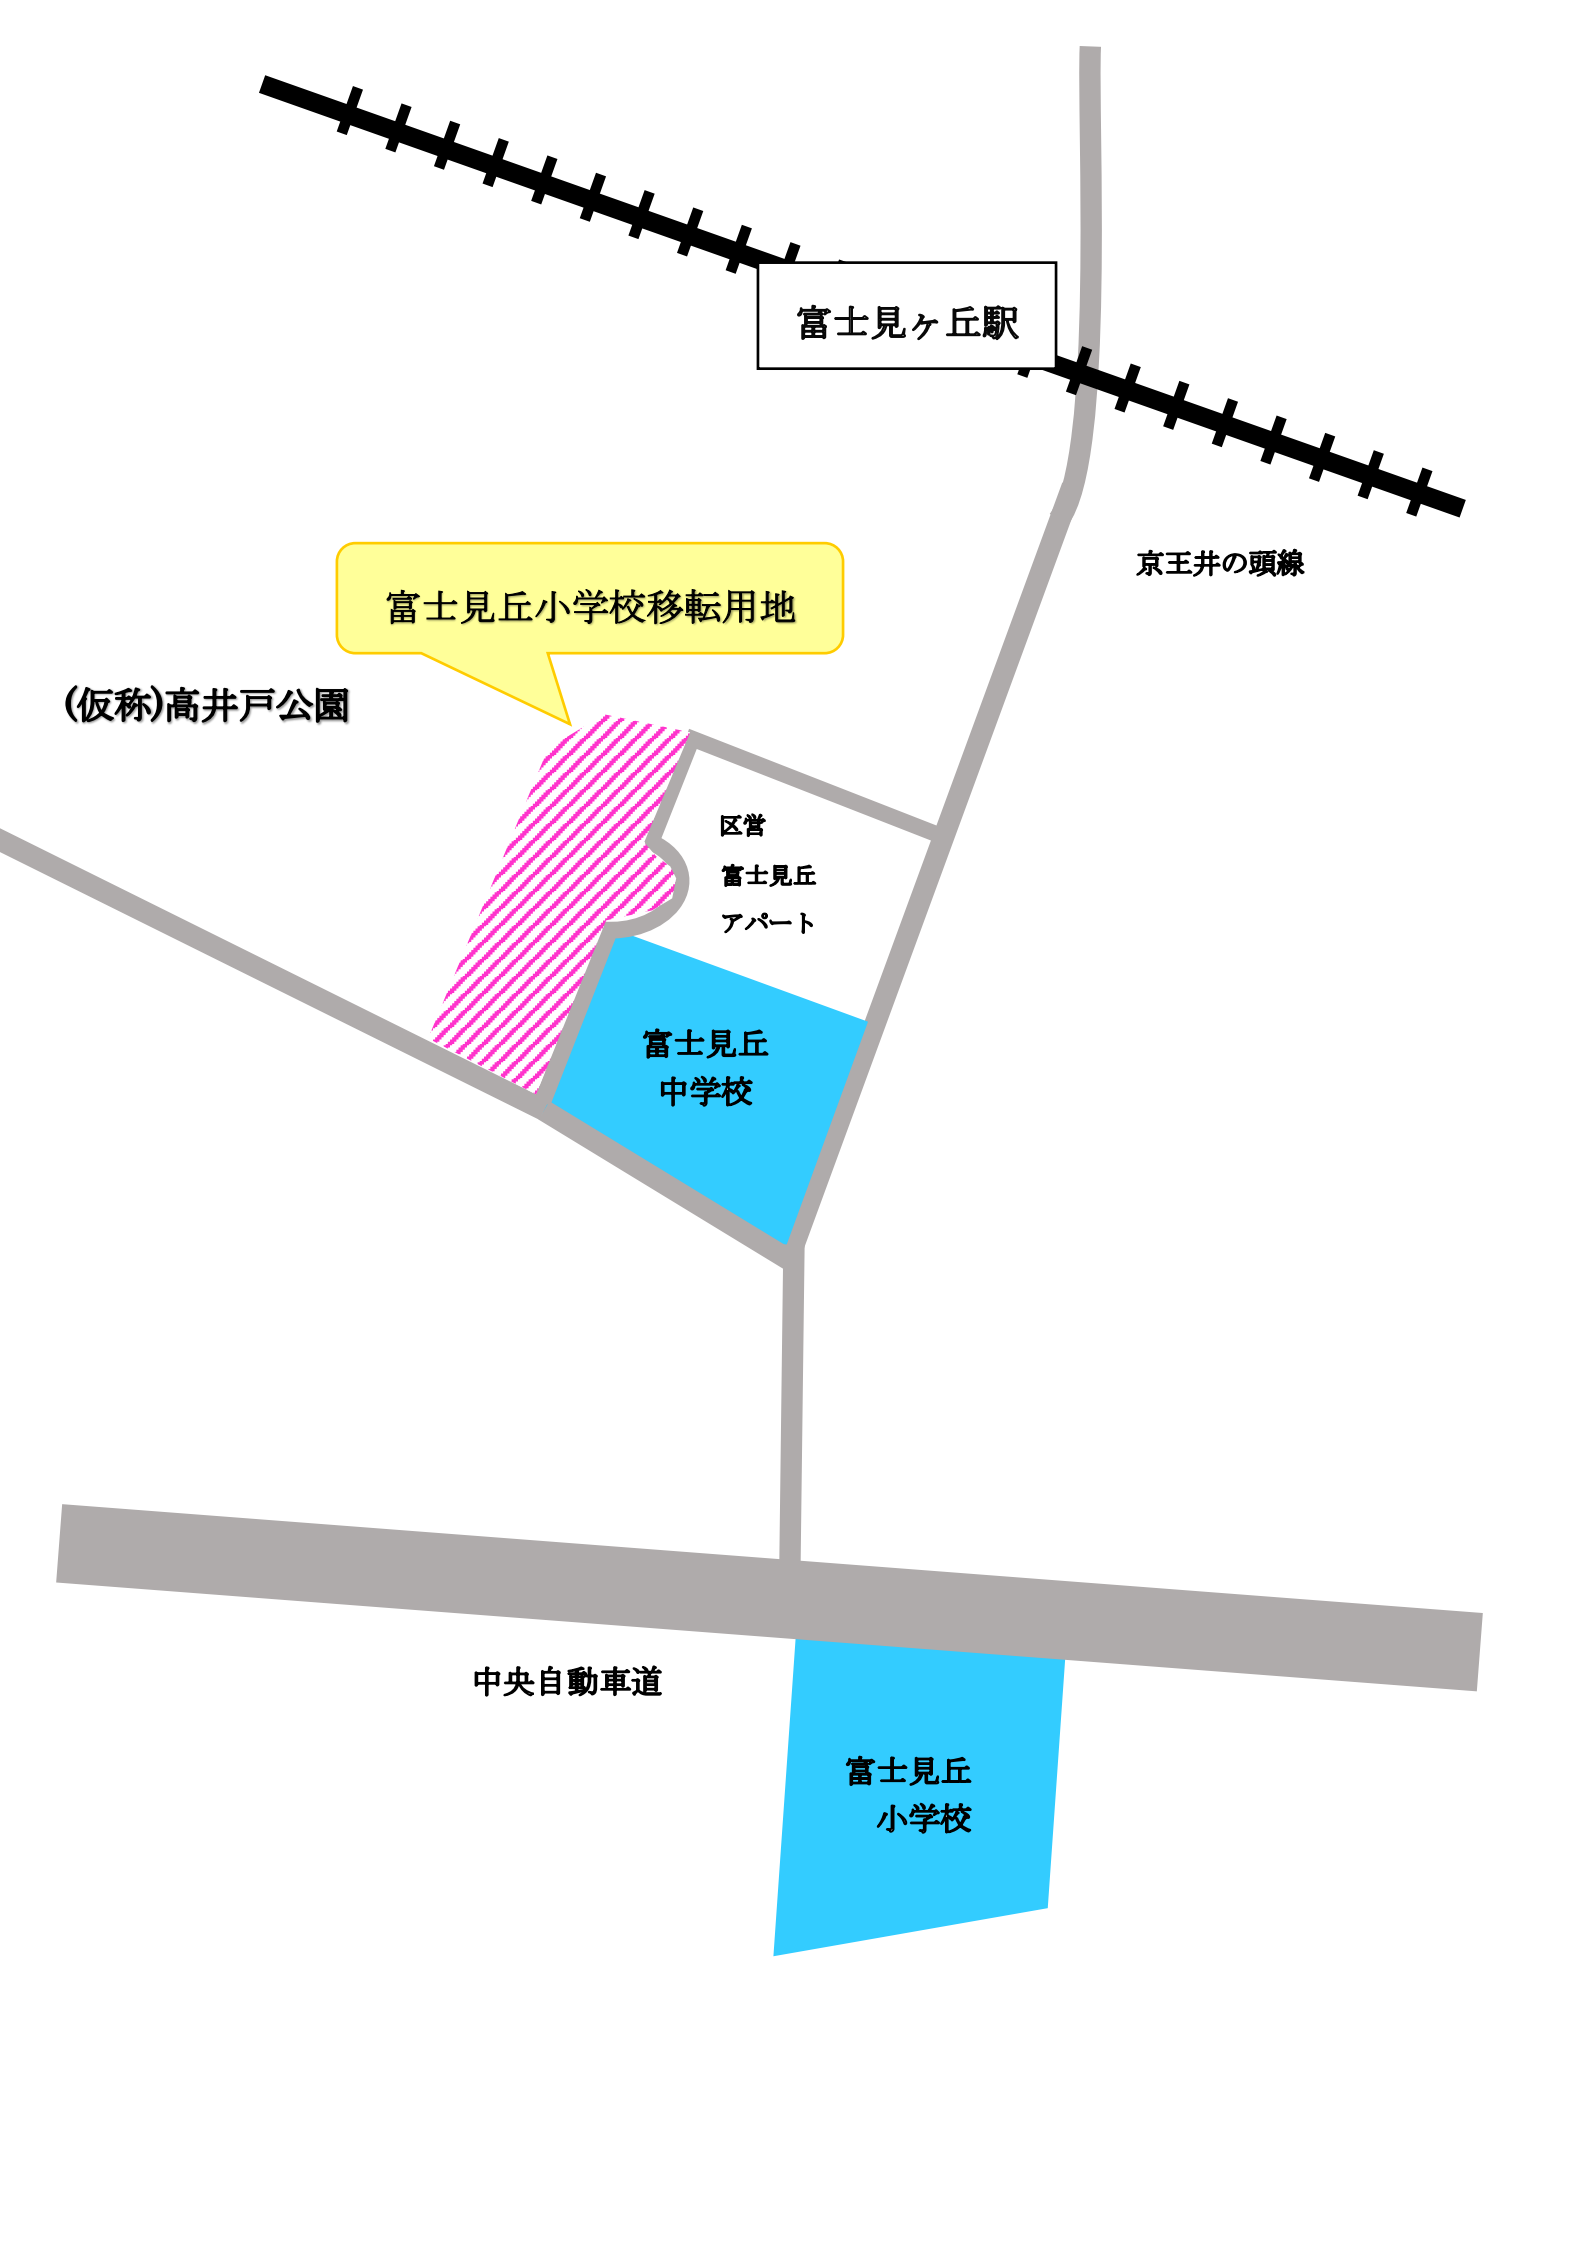 富士見ヶ丘駅
京王井の頭線
富士見丘小学校移転用地
(仮称)高井戸公園
区営
富士見丘
アパート
富士見丘
中学校
中央自動車道
富士見丘
小学校